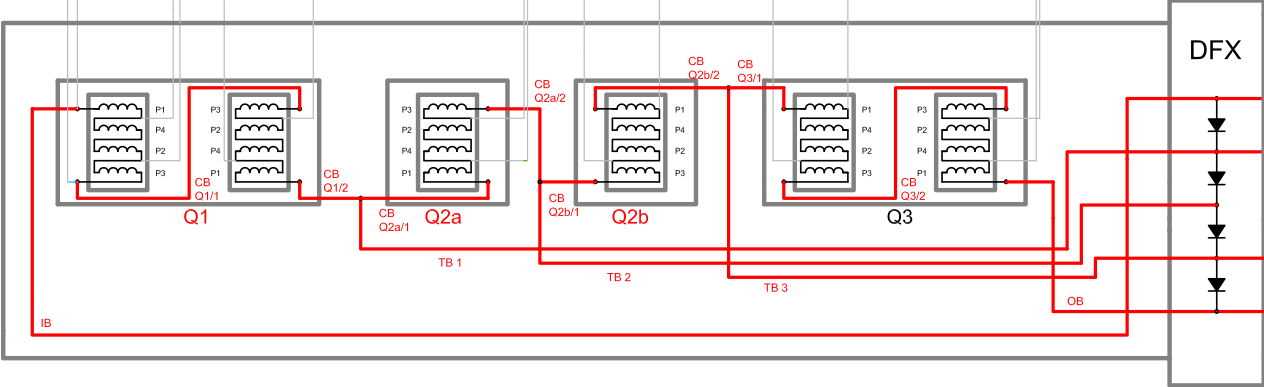 DFX
CB
Q2b/2
CB
Q3/1
CB
Q2a/2
P1
P4
P2
P3
P3
P2
P4
P1
P3
P2
P4
P1
P1
P4
P2
P3
P1
P4
P2
P3
P3
P2
P4
P1
CB
Q1/1
CB
Q1/2
CB
Q2a/1
CB
Q2b/1
CB
Q3/2
Q1
Q2a
Q2b
Q3
TB 1
TB 2
TB 3
OB
IB